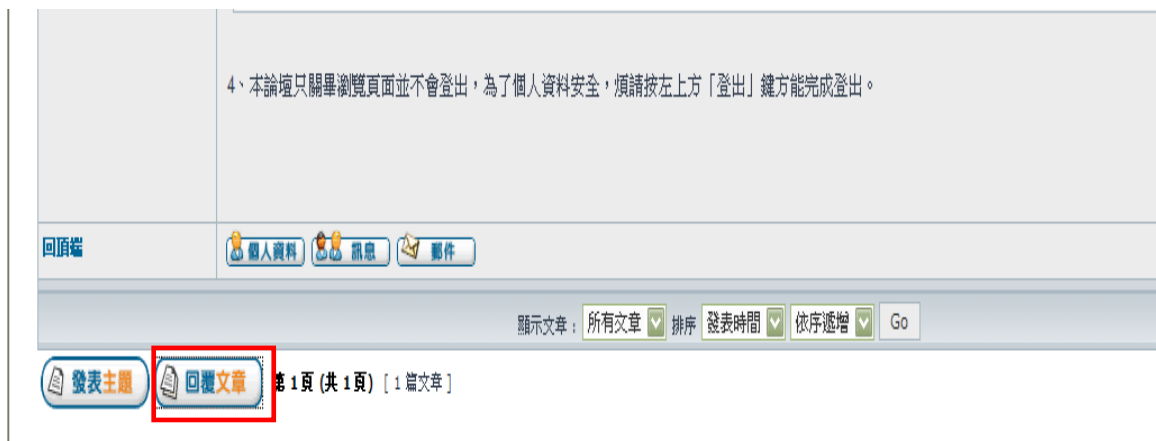 4、本論壇只關畢瀏覽頁面並不會登出，為了個人資料安全，煩請按左上方「登出」鍵方能完成登出。
回頂端 個人資料 訊息 郵件
顯示文章： 所有文章 排序 發表時間 依序遞增 Go
發表主題 回覆文章 第 1 頁 (共 1 頁) [ 1 篇文章 ]